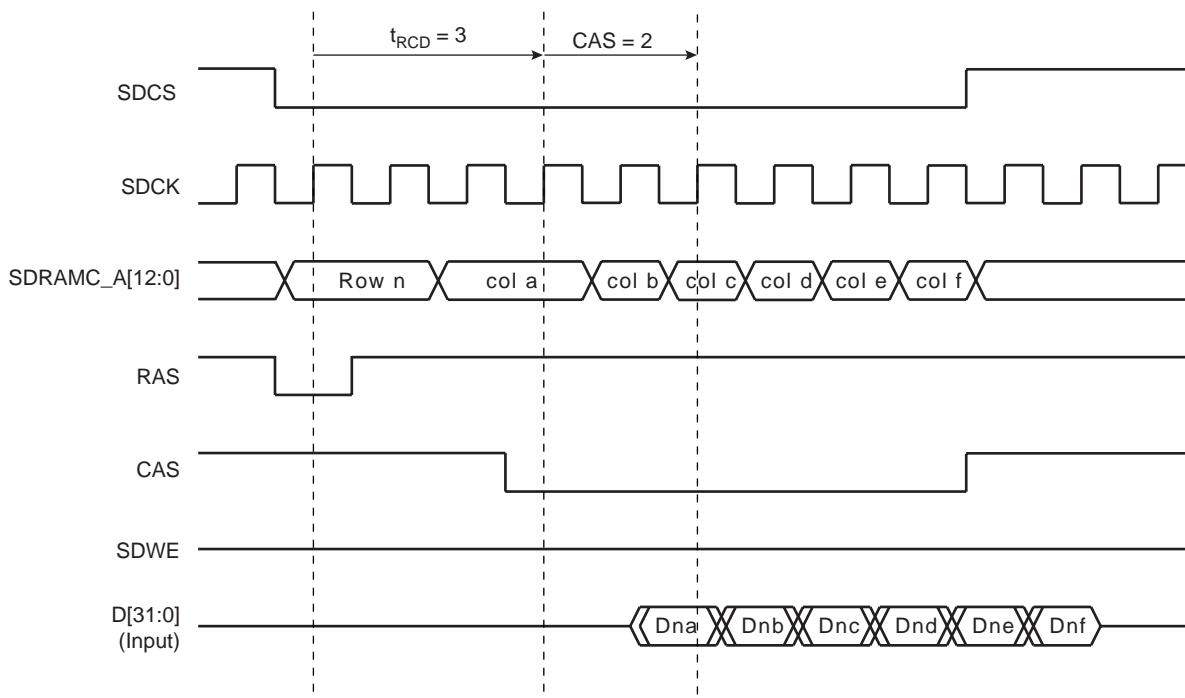 t_RCD = 3 CAS = 2
SDCS
SDCK
SDRAMC_A[12:0] Row n col a col b col c col d col e col f
RAS
CAS
SDWE
D[31:0]
(Input)
Dna Dnb Dnc Dnd Dne Dnf